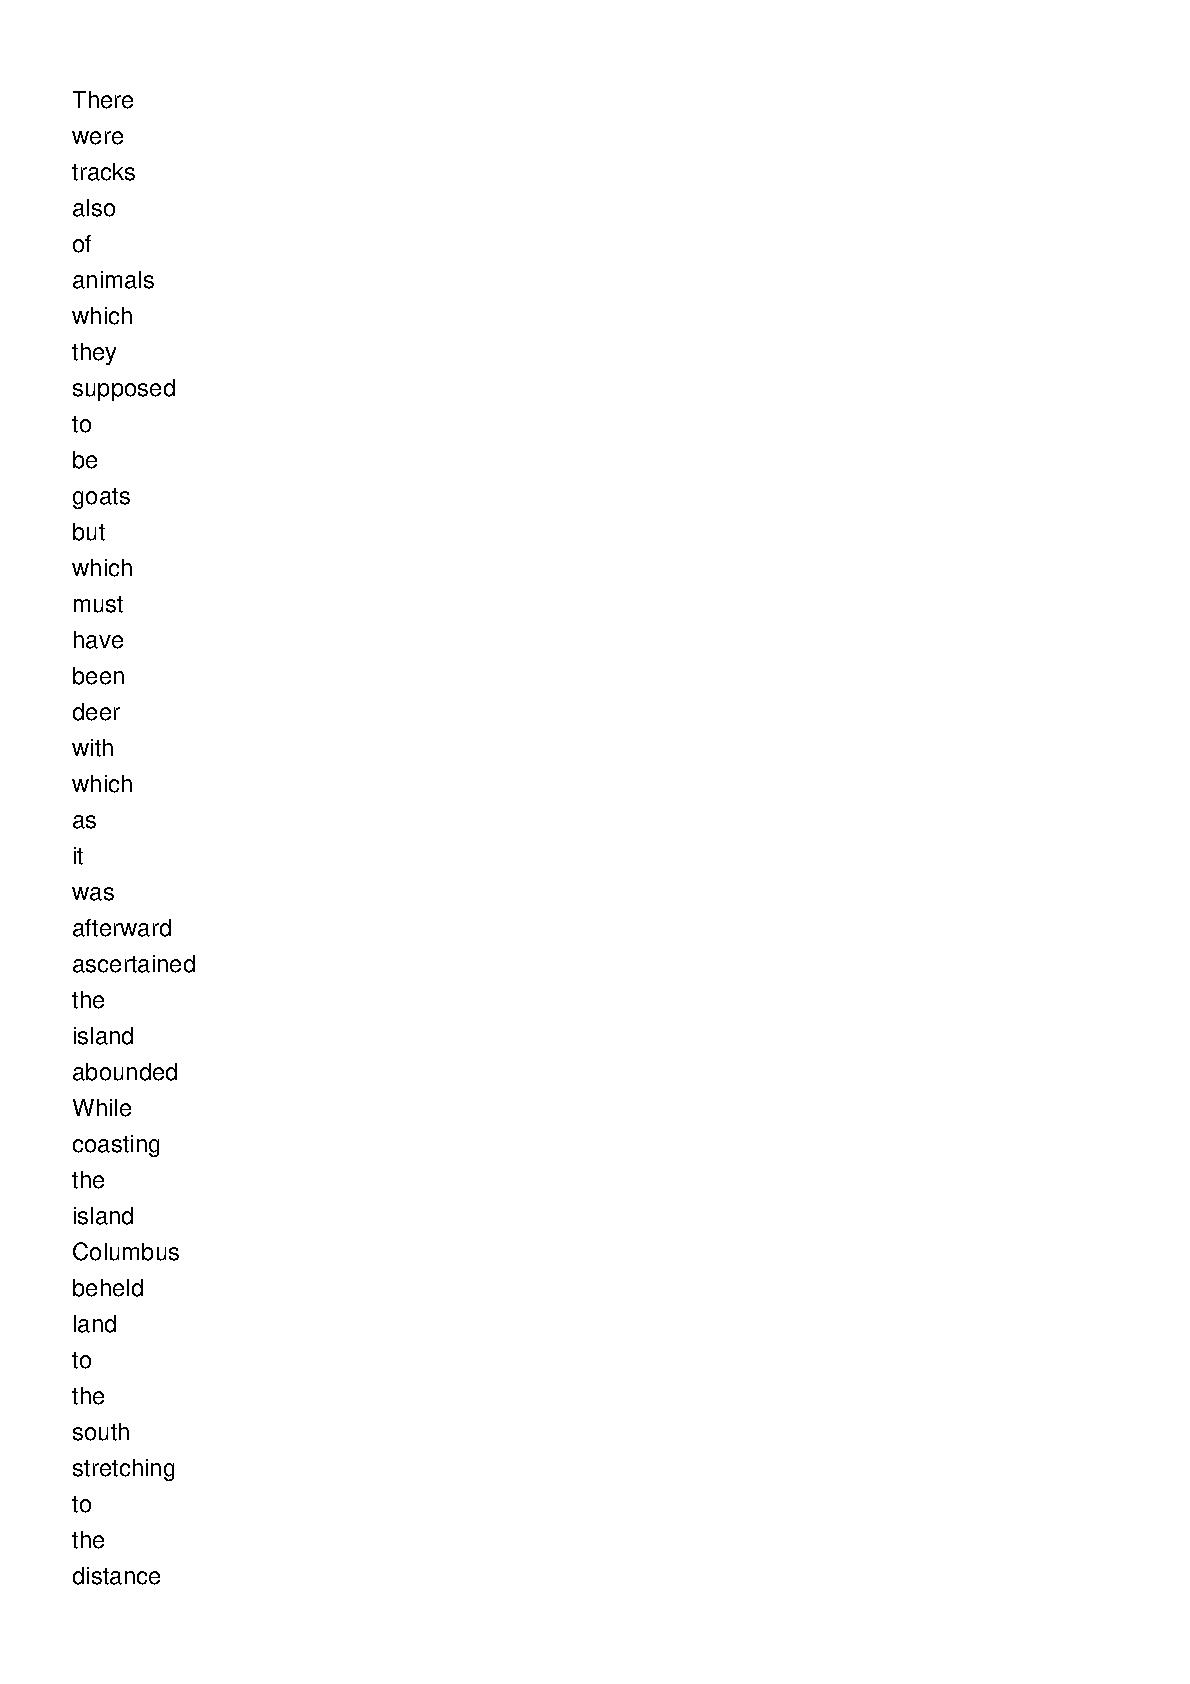 There
were
tracks
also
of
animals
which
they
supposed
to
be
goats
but
which
must
have
been
deer
with
which
as
it
was
afterward
ascertained
the
island
abounded
While
coasting
the
island
Columbus
beheld
land
to
the
south
stretching
to
the
distance